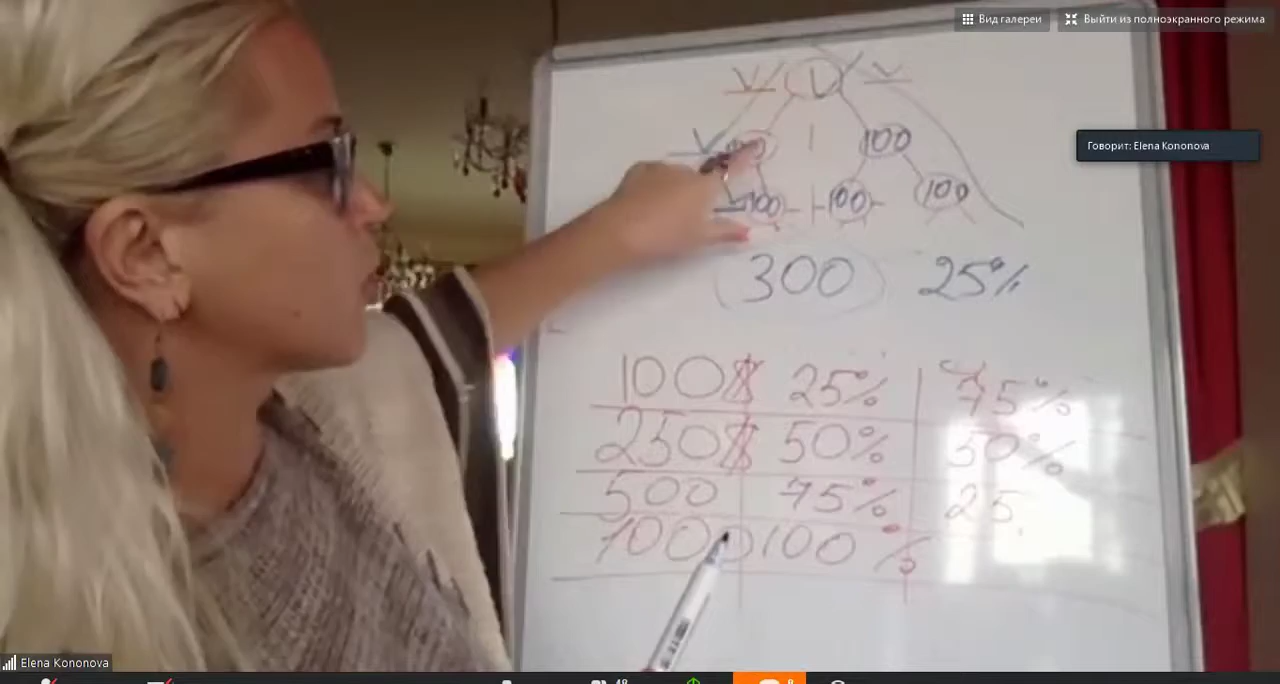 Вид галереи Выйти из полноэкранного режима
V V V
V 100 100
100 100 100
Говорит: Elena Kononova
300 25%
100$ 25% 75%
250$ 50% 50%
500 75% 25
1000 100%
Elena Kononova